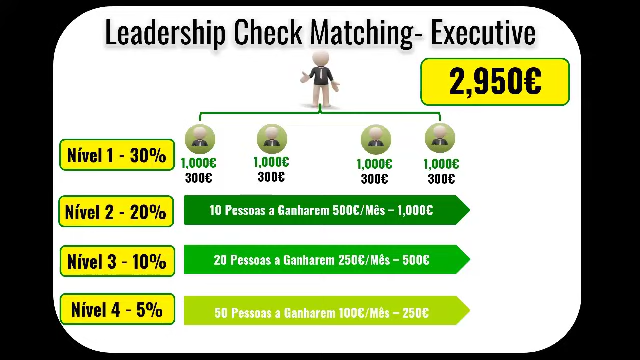 Leadership Check Matching- Executive
2,950€
Nível 1 - 30%
1,000€ 1,000€ 1,000€ 1,000€
300€ 300€ 300€ 300€
Nível 2 - 20%
10 Pessoas a Ganharem 500€/Mês – 1,000€
Nível 3 - 10%
20 Pessoas a Ganharem 250€/Mês – 500€
Nível 4 - 5%
50 Pessoas a Ganharem 100€/Mês – 250€